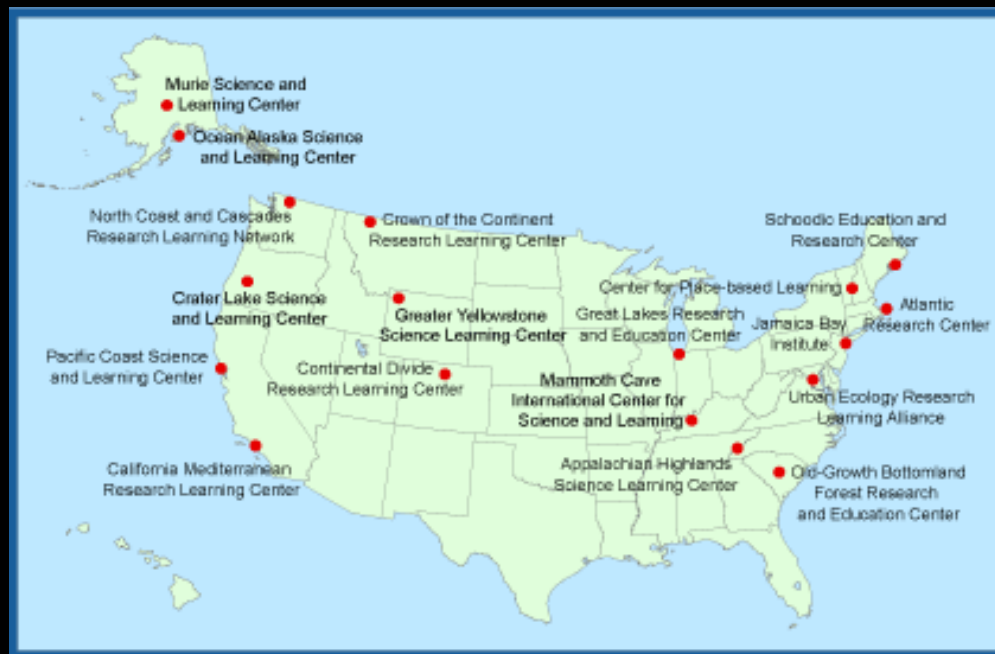 Murie Science and
Learning Center
Ocean Alaska Science
and Learning Center
North Coast and Cascades
Research Learning Network
Crown of the Continent
Research Learning Center
Schoodic Education and
Research Center
Crater Lake Science
and Learning Center
Greater Yellowstone
Science Learning Center
Center for Place-based Learning
Great Lakes Research
and Education Center
Atlantic
Research Center
Jamaica Bay
Institute
Pacific Coast Science
and Learning Center
Continental Divide
Research Learning Center
Mammoth Cave
International Center for
Science and Learning
Urban Ecology Research
Learning Alliance
California Mediterranean
Research Learning Center
Appalachian Highlands
Science Learning Center
Old-Growth Bottomland
Forest Research
and Education Center